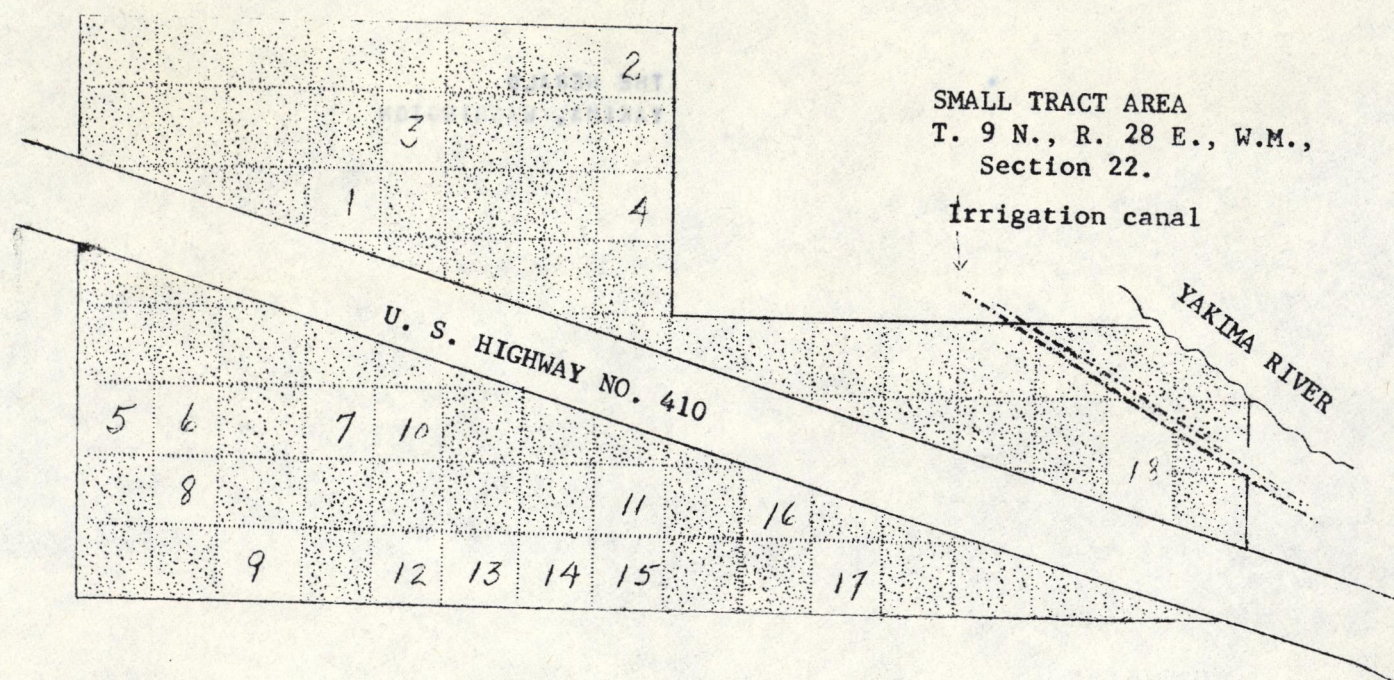 2
SMALL TRACT AREA
T. 9 N., R. 28 E., W.M.,
Section 22.
3
1
4
Irrigation canal
YAKIMA RIVER
U. S. HIGHWAY NO. 410
5 6 7 10
18
8 11 16
9 12 13 14 15 17